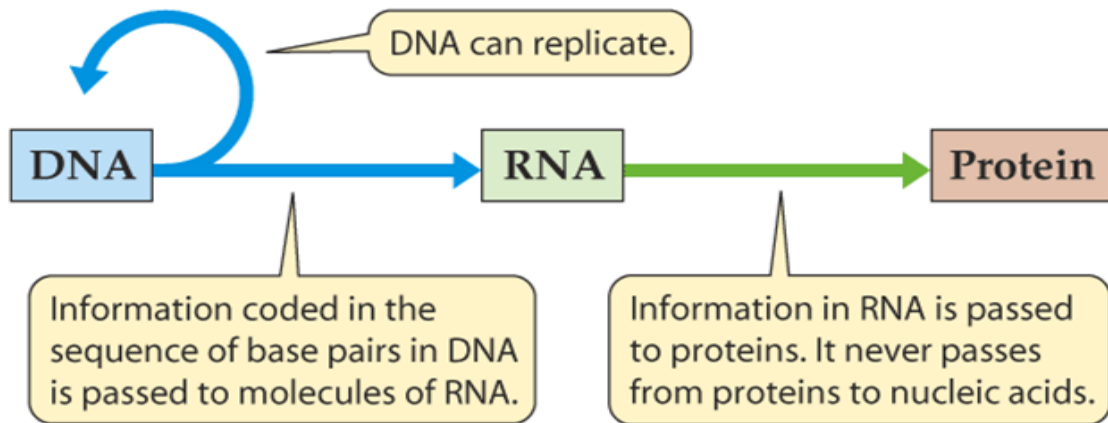 DNA can replicate.
DNA
RNA
Protein
Information coded in the
sequence of base pairs in DNA
is passed to molecules of RNA.
Information in RNA is passed
to proteins. It never passes
from proteins to nucleic acids.